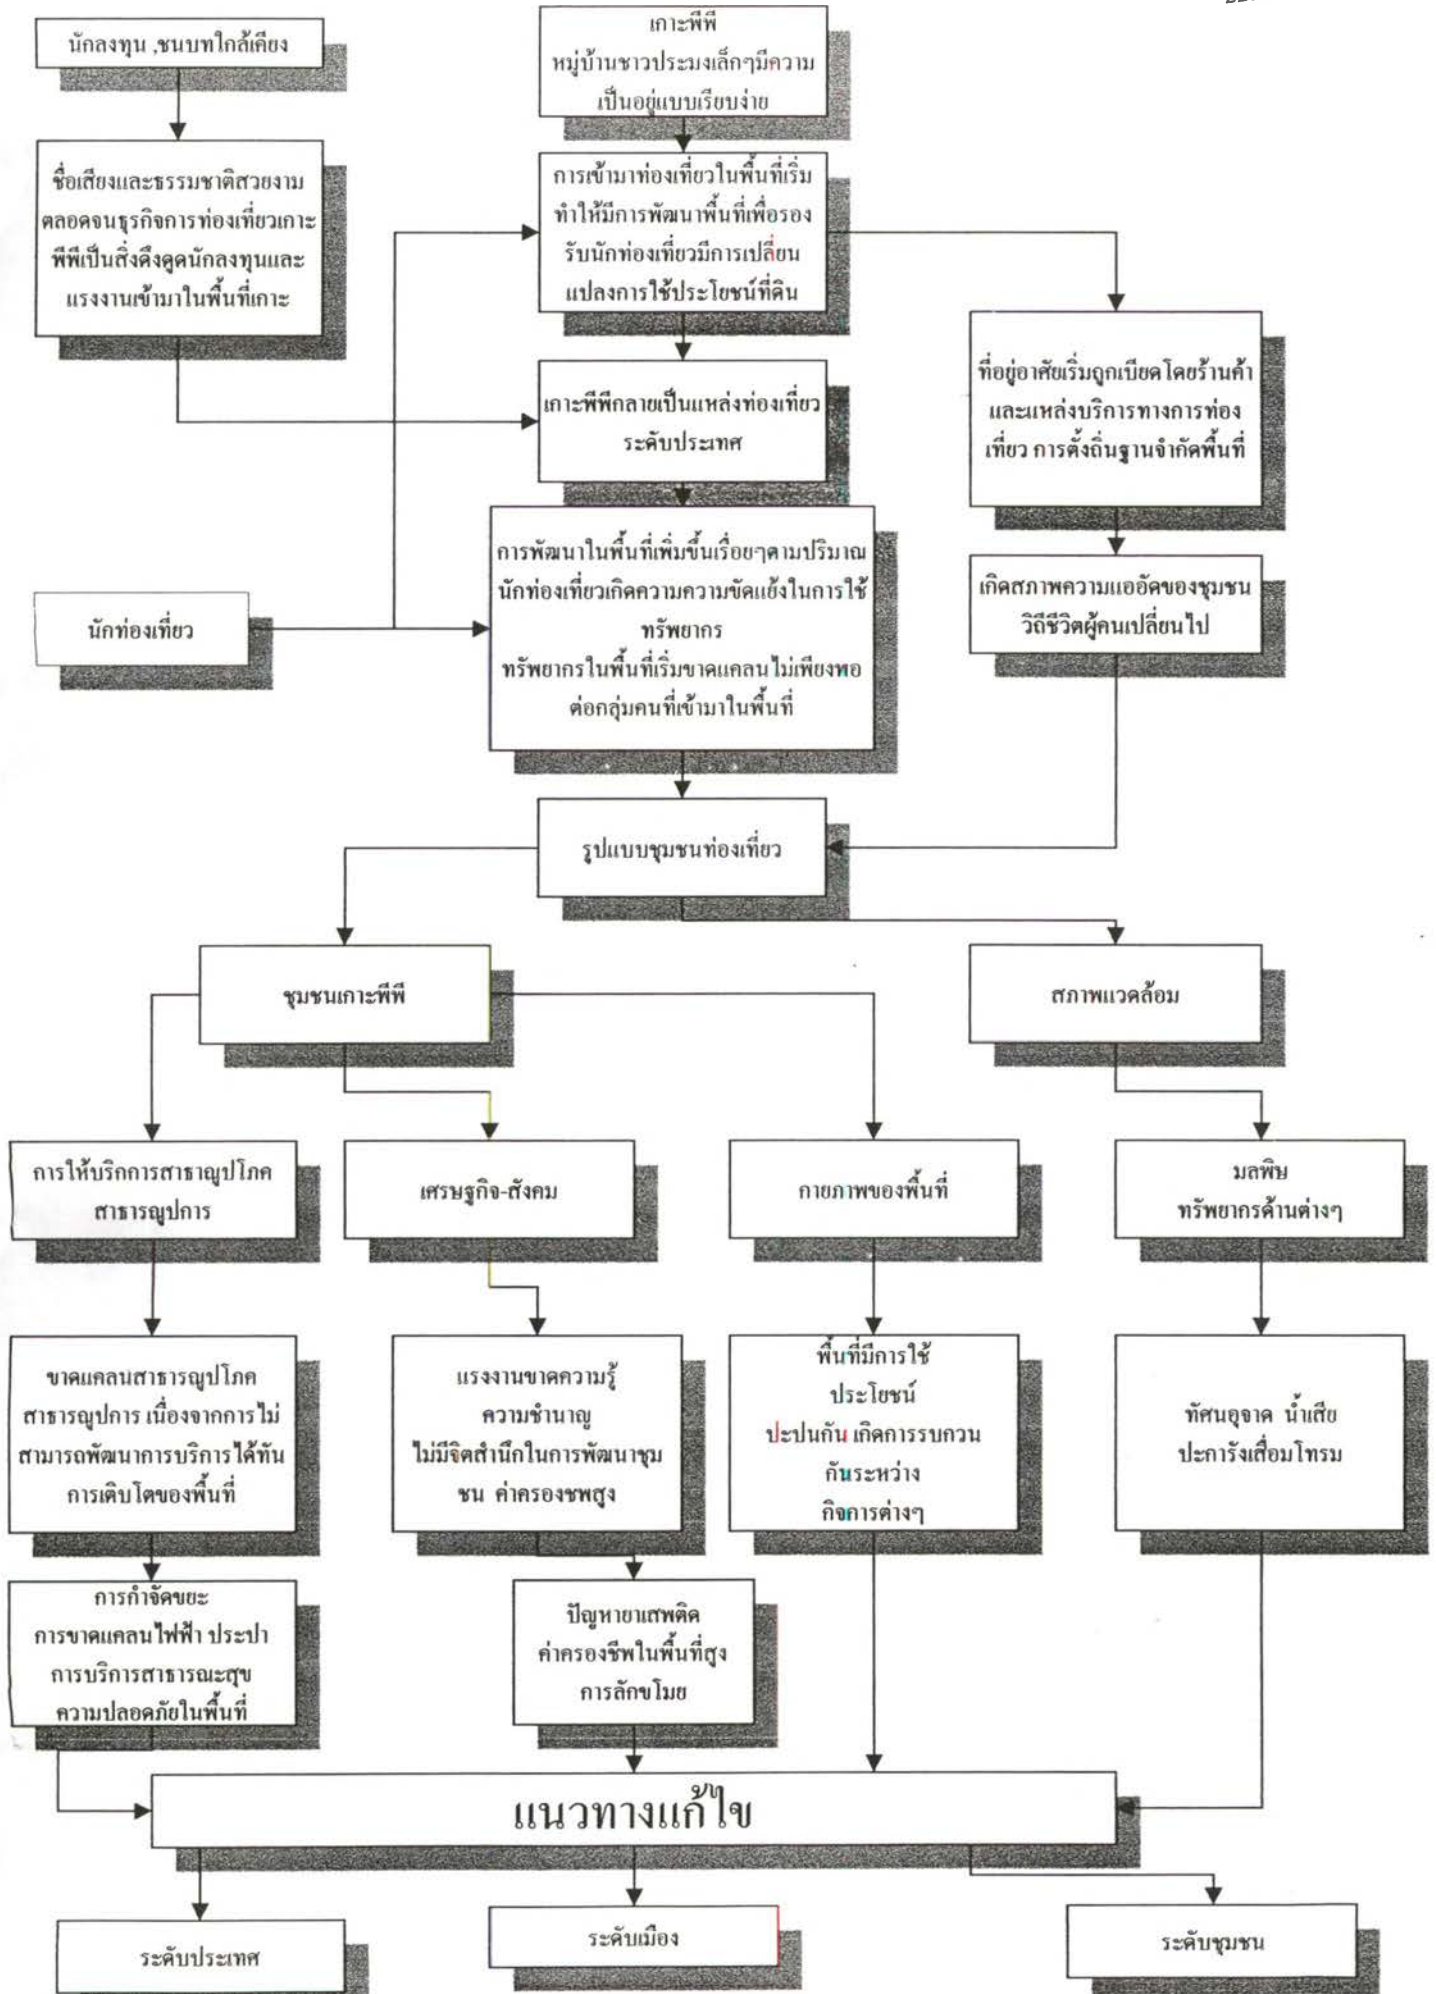 นักลงทุน ,ชนบทใกล้เคียง
เกาะพีพี
หมู่บ้านชาวประมงเล็กๆมีความ
เป็นอยู่แบบเรียบง่าย
ชื่อเสียงและธรรมชาติสวยงาม
ตลอดจนธุรกิจการท่องเที่ยวเกาะ
พีพีเป็นสิ่งดึงดูดนักลงทุนและ
แรงงานเข้ามาในพื้นที่เกาะ
การเข้ามาท่องเที่ยวในพื้นที่เริ่ม
ทำให้มีการพัฒนาพื้นที่เพื่อรอง
รับนักท่องเที่ยวมีการเปลี่ยน
แปลงการใช้ประโยชน์ที่ดิน
ที่อยู่อาศัยเริ่มถูกเบียดโดยร้านค้า
และแหล่งบริการทางการท่อง
เที่ยว การตั้งถิ่นฐานจำกัดพื้นที่
เกาะพีพีกลายเป็นแหล่งท่องเที่ยว
ระดับประเทศ
การพัฒนาในพื้นที่เพิ่มขึ้นเรื่อยๆตามปริมาณ
นักท่องเที่ยวเกิดความความขัดแย้งในการใช้
ทรัพยากร
ทรัพยากรในพื้นที่เริ่มขาดแคลน ไม่เพียงพอ
ต่อกลุ่มคนที่เข้ามาในพื้นที่
เกิดสภาพความแออัดของชุมชน
วิถีชีวิตผู้คนเปลี่ยนไป
นักท่องเที่ยว
รูปแบบชุมชนท่องเที่ยว
ชุมชนเกาะพีพี
สภาพแวดล้อม
การให้บริกการสาธาณูปโภค
สาธารณูปการ
เศรษฐกิจ-สังคม
กายภาพของพื้นที่
มลพิษ
ทรัพยากรด้านต่างๆ
ขาดแคลนสาธารณูปโภค
สาธารณูปการ เนื่องจากการไม่
สามารถพัฒนาการบริการได้ทัน
การเติบโตของพื้นที่
แรงงานขาดความรู้
ความชำนาญ
ไม่มีจิตสำนึกในการพัฒนาชุม
ชน ค่าครองชพสูง
พื้นที่มีการใช้
ประโยชน์
ปะปนกัน เกิดการรบกวน
กันระหว่าง
กิจการต่างๆ
ทัศนอุจาด น้ำเสีย
ปะการังเสื่อมโทรม
การกำจัดขยะ
การขาดแคลนไฟฟ้า ประปา
การบริการสาธารณะสุข
ความปลอดภัยในพื้นที่
ปัญหายาเสพติด
ค่าครองชีพในพื้นที่สูง
การลักขโมย
แนวทางแก้ไข
ระดับประเทศ
ระดับเมือง
ระดับชุมชน